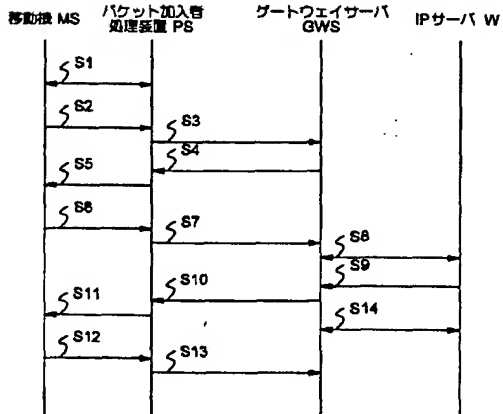 移動機 MS
パケット加入者
処理装置 PS
ゲートウェイサーバ
GWS
IPサーバ W
S1
S2
S3
S4
S5
S6
S7
S8
S9
S10
S11
S14
S12
S13